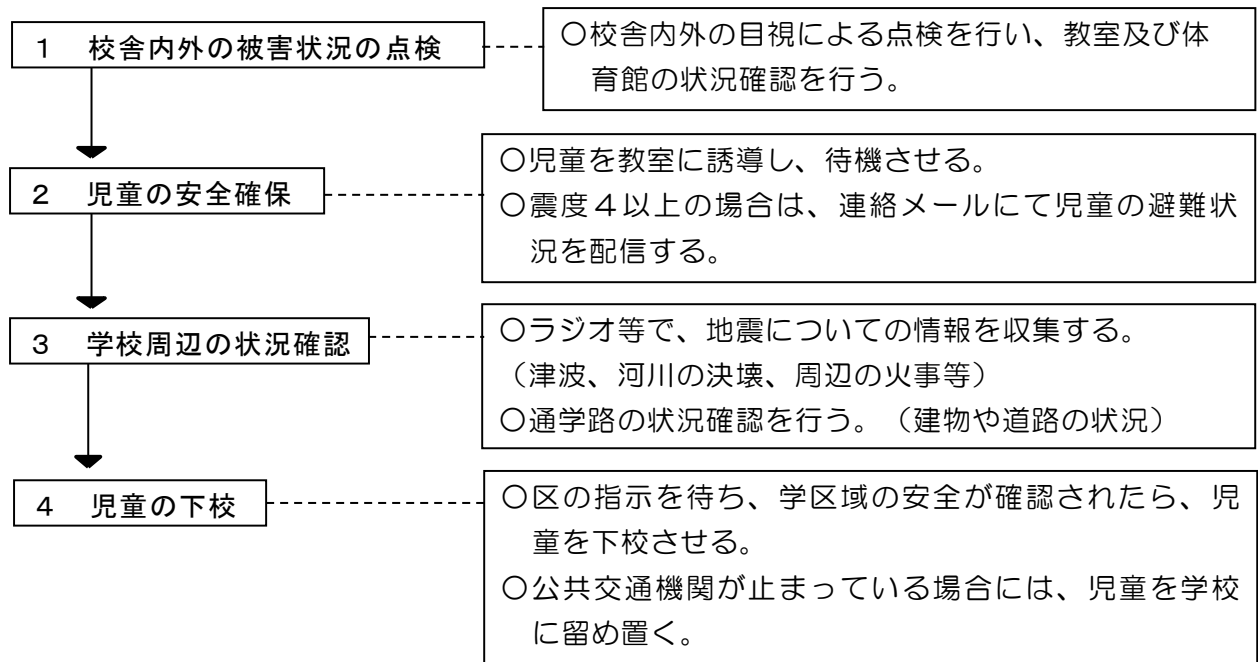 １　校舎内外の被害状況の点検
〇校舎内外の目視による点検を行い、教室及び体
育館の状況確認を行う。
２　児童の安全確保
〇児童を教室に誘導し、待機させる。
〇震度４以上の場合は、連絡メールにて児童の避難状
況を配信する。
３　学校周辺の状況確認
〇ラジオ等で、地震についての情報を収集する。
（津波、河川の決壊、周辺の火事等）
〇通学路の状況確認を行う。（建物や道路の状況）
４　児童の下校
〇区の指示を待ち、学区域の安全が確認されたら、児
童を下校させる。
〇公共交通機関が止まっている場合には、児童を学校
に留め置く。